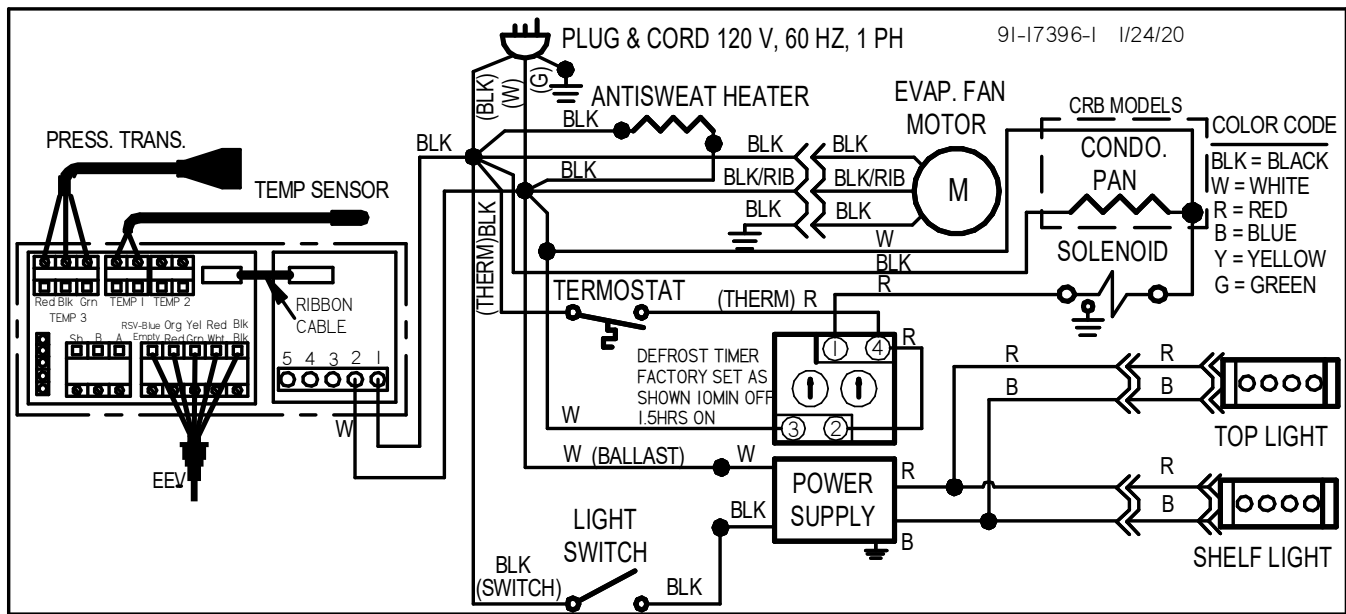 PLUG & CORD 120 V, 60 HZ, 1 PH
91-17396-1 1/24/20
(BLK)
(W)
(G)
ANTISWEAT HEATER
BLK
EVAP. FAN
MOTOR
CRB MODELS
COLOR CODE
BLK = BLACK
W = WHITE
R = RED
B = BLUE
Y = YELLOW
G = GREEN
PRESS. TRANS.
BLK
BLK
BLK
CONDO.
PAN
TEMP SENSOR
BLK
BLK/RIB
BLK/RIB
M
BLK
BLK
W
BLK
SOLENOID
(THERM)BLK
TERMOSTAT
(THERM) R
R
Red Blk Grn
TEMP 1
TEMP 2
TEMP 3
RIBBON
CABLE
RSV-Blue Org Yel Red Blk
Empty Red Grn Wht Blk
Sh B A
5 4 3 2 1
DEFROST TIMER
FACTORY SET AS
SHOWN 10MIN OFF
1.5HRS ON
1 4
R
3 2
W
W
EEV
R
R
B
B
TOP LIGHT
W (BALLAST)
W
POWER
SUPPLY
R
B
BLK
R
R
B
B
SHELF LIGHT
LIGHT
SWITCH
BLK
(SWITCH)
BLK